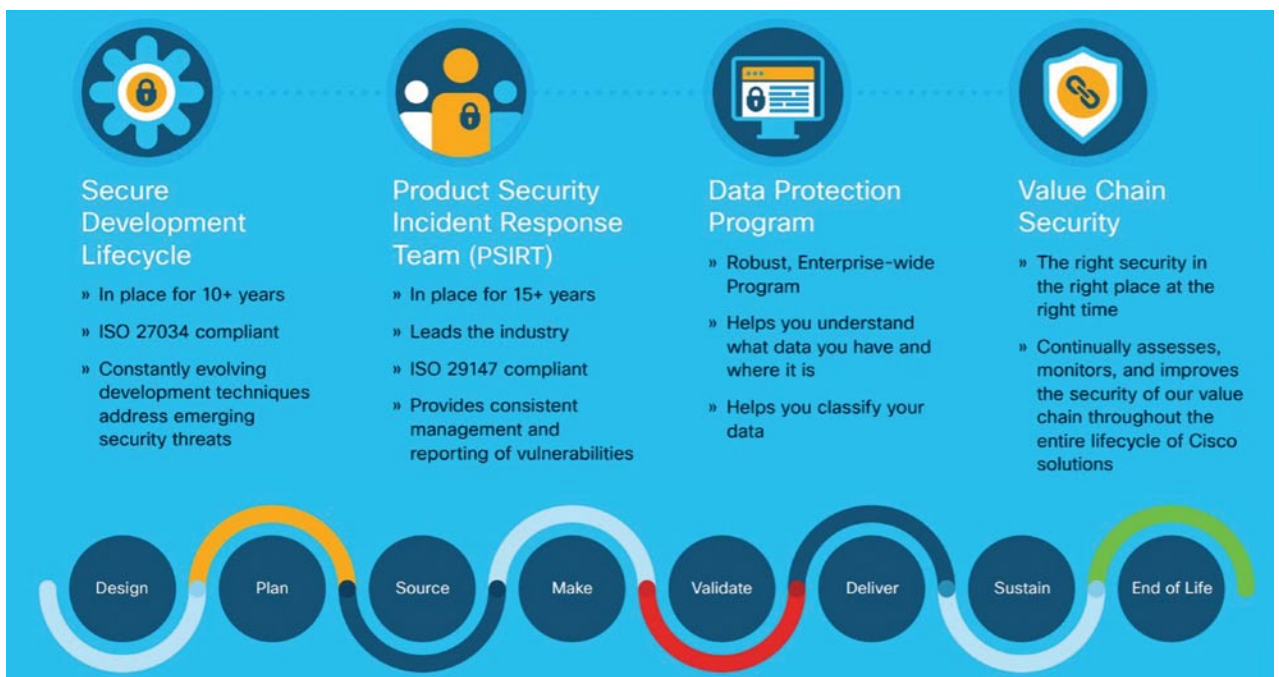 Secure
Development
Lifecycle
» In place for 10+ years
» ISO 27034 compliant
» Constantly evolving
development techniques
address emerging
security threats
Product Security
Incident Response
Team (PSIRT)
» In place for 15+ years
» Leads the industry
» ISO 29147 compliant
» Provides consistent
management and
reporting of vulnerabilities
Data Protection
Program
» Robust, Enterprise-wide
Program
» Helps you understand
what data you have and
where it is
» Helps you classify your
data
Value Chain
Security
» The right security in
the right place at the
right time
» Continually assesses,
monitors, and improves
the security of our value
chain throughout the
entire lifecycle of Cisco
solutions
Design
Plan
Source
Make
Validate
Deliver
Sustain
End of Life